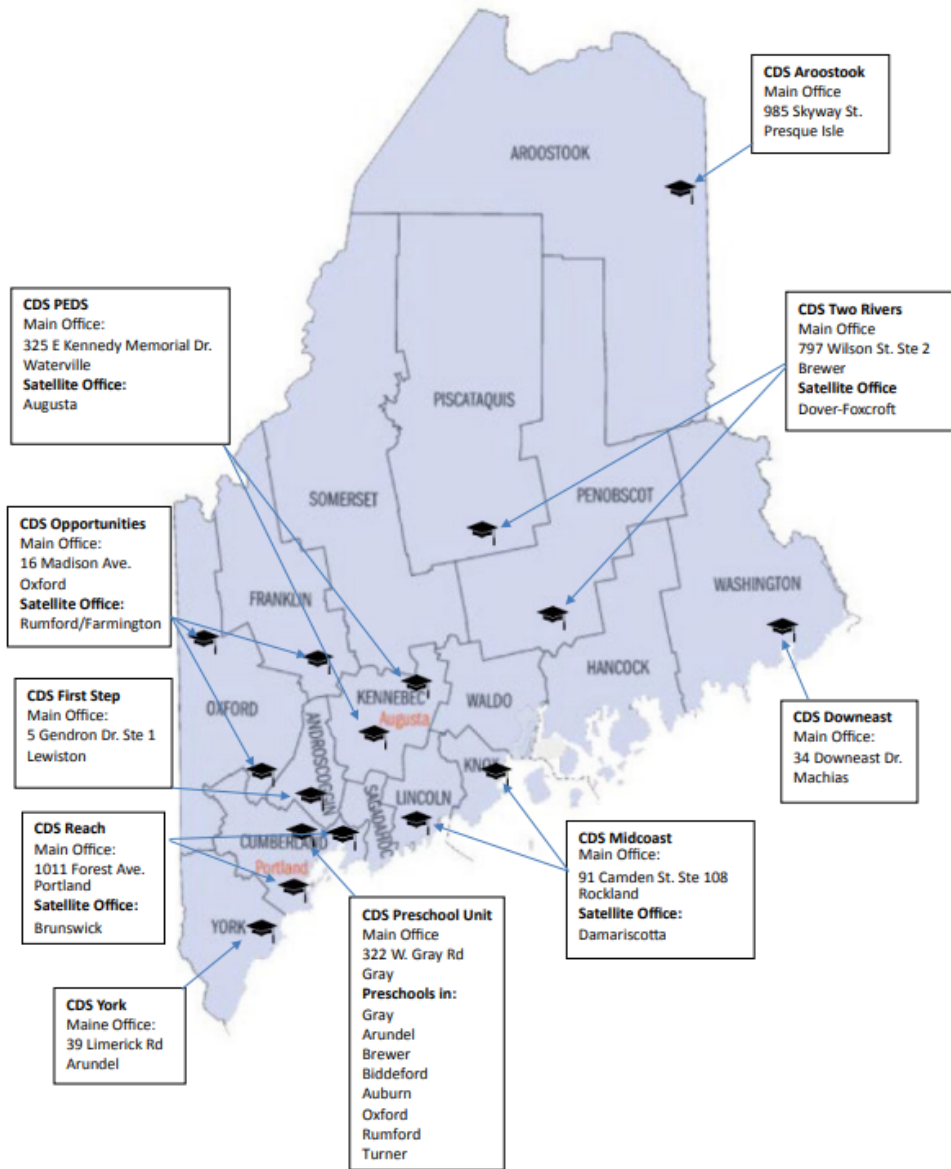 CDS Aroostook
Main Office
985 Skyway St.
Presque Isle
AROOSTOOK
CDS PEDS
Main Office:
325 E Kennedy Memorial Dr.
Waterville
Satellite Office:
Augusta
CDS Two Rivers
Main Office
797 Wilson St. Ste 2
Brewer
Satellite Office
Dover-Foxcroft
PISCATAQUIS
SOMERSET
PENOBSCOT
CDS Opportunities
Main Office:
16 Madison Ave.
Oxford
Satellite Office:
Rumford/Farmington
FRANKLIN
WASHINGTON
HANCOCK
KENNEBEC
WALDO
OXFORD
Augusta
CDS First Step
Main Office:
5 Gendron Dr. Ste 1
Lewiston
ANDROSCOGGIN
KNOX
LINCOLN
SAGADAHOC
CDS Downeast
Main Office:
34 Downeast Dr.
Machias
CDS Reach
Main Office:
1011 Forest Ave.
Portland
Satellite Office:
Brunswick
CUMBERLAND
Portland
YORK
CDS Midcoast
Main Office:
91 Camden St. Ste 108
Rockland
Satellite Office:
Damariscotta
CDS Preschool Unit
Main Office
322 W. Gray Rd
Gray
Preschools in:
Gray
Arundel
Brewer
Biddeford
Auburn
Oxford
Rumford
Turner
CDS York
Maine Office:
39 Limerick Rd
Arundel